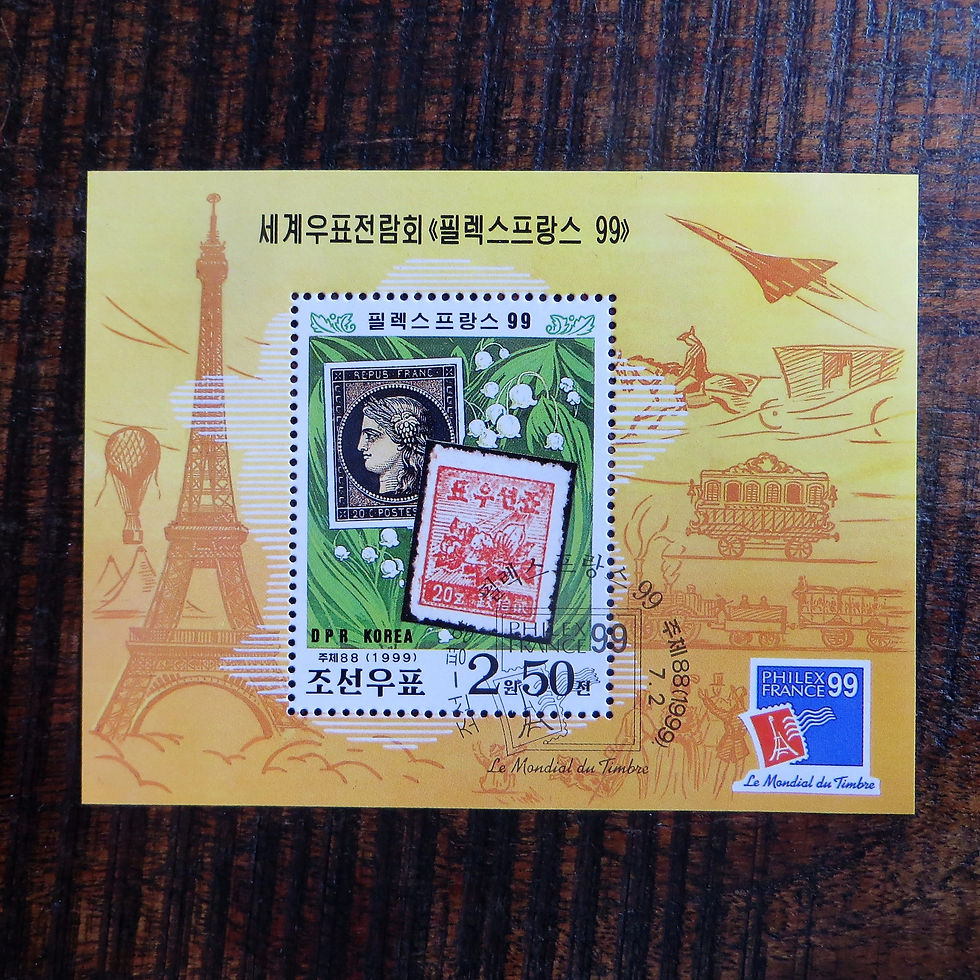 세계우표전람회《필렉스프랑스 99》
필렉스프랑스 99
REPUB FRANC
20 C. POSTES
표우선조
20
DPR KOREA
주체88 (1999)
조선우표
2원50전
필렉스프랑스 99
주체88(1999)
7. 2
PHILEX
FRANCE 99
Le Mondial du Timbre
PHILEX
FRANCE 99
Le Mondial du Timbre